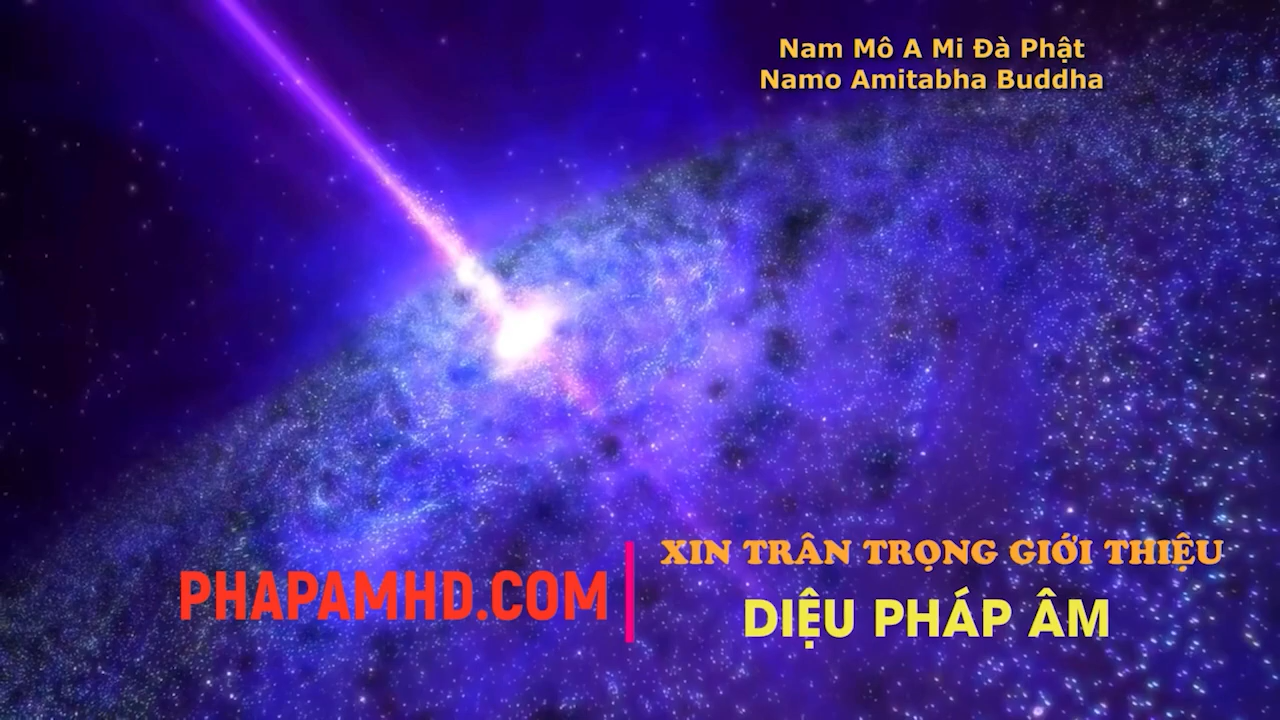 Nam Mô A Mi Đà Phật
Namo Amitabha Buddha
XIN TRÂN TRỌNG GIỚI THIỆU
PHAPAMHD.COM
DIỆU PHÁP ÂM